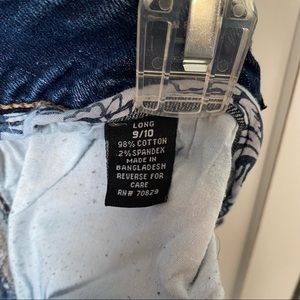 LONG
9/10
98% COTTON
2% SPANDEX
MADE IN
BANGLADESH
REVERSE FOR
CARE
RN# 70829